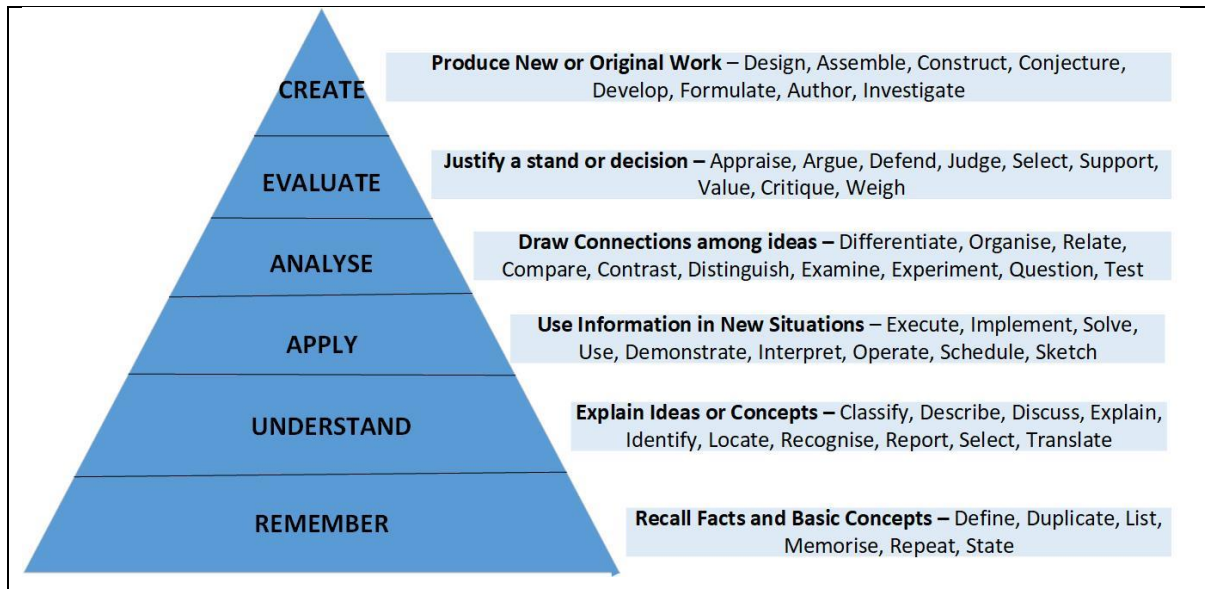 CREATE
Produce New or Original Work – Design, Assemble, Construct, Conjecture,
Develop, Formulate, Author, Investigate
EVALUATE
Justify a stand or decision – Appraise, Argue, Defend, Judge, Select, Support,
Value, Critique, Weigh
ANALYSE
Draw Connections among ideas – Differentiate, Organise, Relate,
Compare, Contrast, Distinguish, Examine, Experiment, Question, Test
APPLY
Use Information in New Situations – Execute, Implement, Solve,
Use, Demonstrate, Interpret, Operate, Schedule, Sketch
UNDERSTAND
Explain Ideas or Concepts – Classify, Describe, Discuss, Explain,
Identify, Locate, Recognise, Report, Select, Translate
REMEMBER
Recall Facts and Basic Concepts – Define, Duplicate, List,
Memorise, Repeat, State